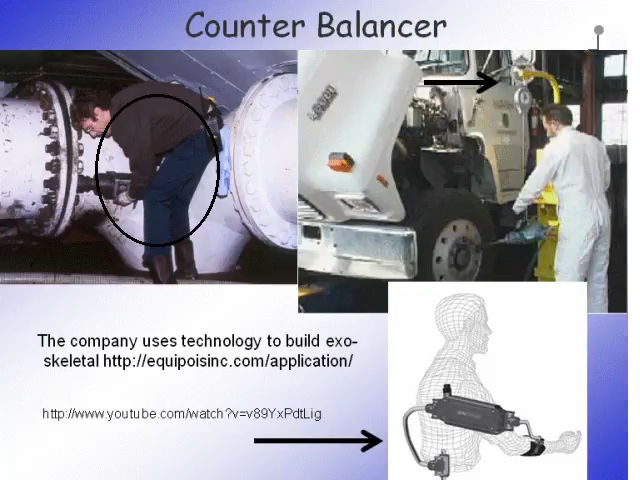 Counter Balancer
The company uses technology to build exo-
skeletal http://equipoisinc.com/application/
http://www.youtube.com/watch?v=v89YxPdtLig